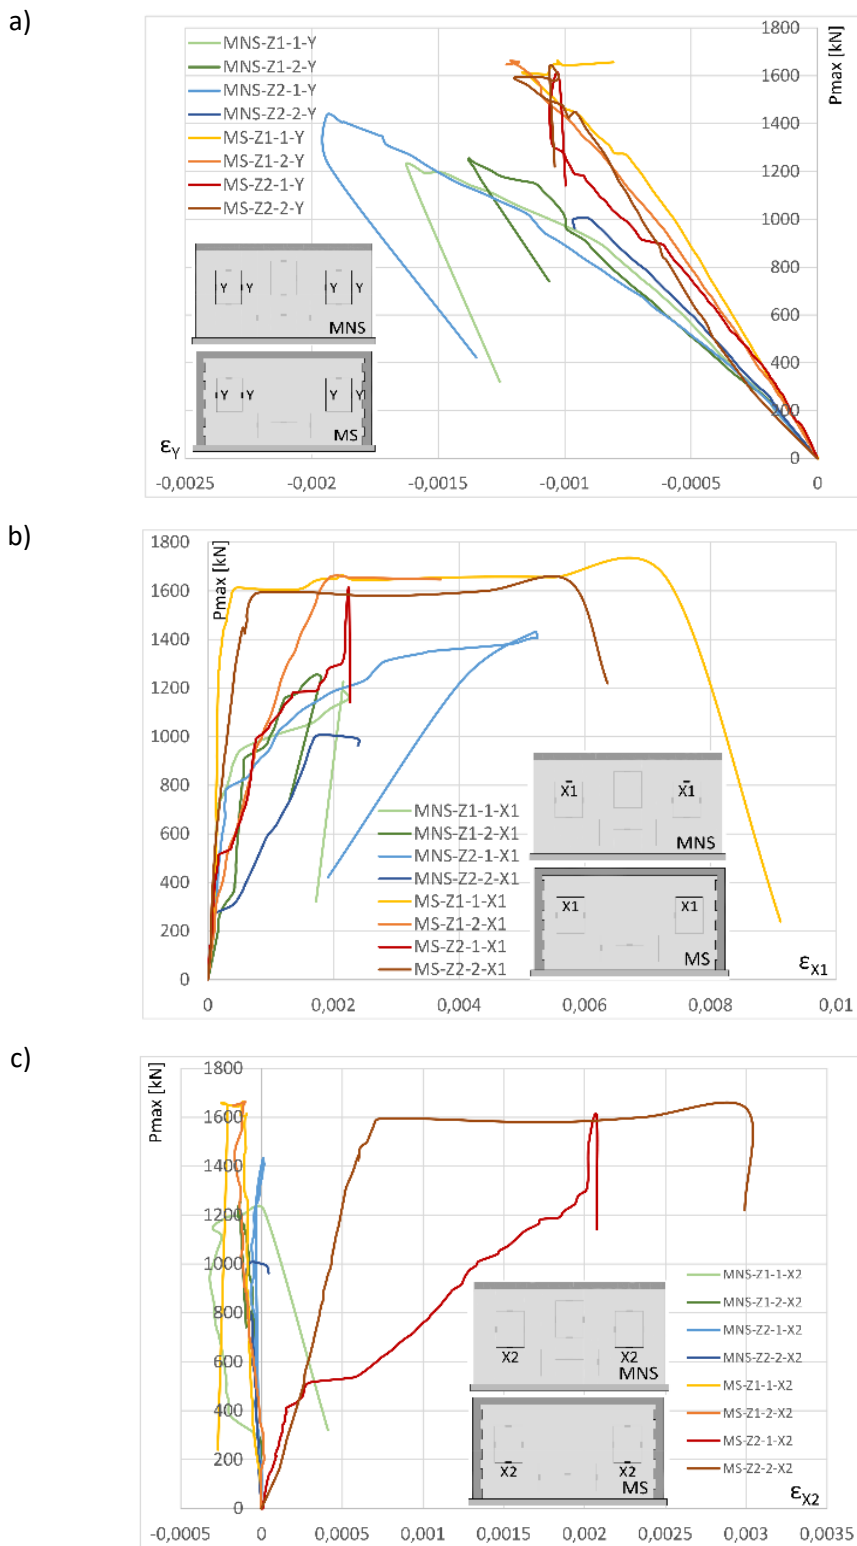 a)
Pmax [kN]
1800
1600
1400
1200
1000
800
600
400
200
0
MNS-Z1-1-Y
MNS-Z1-2-Y
MNS-Z2-1-Y
MNS-Z2-2-Y
MS-Z1-1-Y
MS-Z1-2-Y
MS-Z2-1-Y
MS-Z2-2-Y
Y Y Y Y
MNS
Y Y Y Y
MS
εY
-0,0025 -0,002 -0,0015 -0,001 -0,0005 0
b)
Pmax [kN]
1800
1600
1400
1200
1000
800
600
400
200
0
MNS-Z1-1-X1
MNS-Z1-2-X1
MNS-Z2-1-X1
MNS-Z2-2-X1
MS-Z1-1-X1
MS-Z1-2-X1
MS-Z2-1-X1
MS-Z2-2-X1
X1 X1
MNS
X1 X1
MS
εX1
0 0,002 0,004 0,006 0,008 0,01
c)
Pmax [kN]
1800
1600
1400
1200
1000
800
600
400
200
0
MNS-Z1-1-X2
MNS-Z1-2-X2
MNS-Z2-1-X2
MNS-Z2-2-X2
MS-Z1-1-X2
MS-Z1-2-X2
MS-Z2-1-X2
MS-Z2-2-X2
X2 X2
MNS
X2 X2
MS
εX2
-0,0005 0 0,0005 0,001 0,0015 0,002 0,0025 0,003 0,0035